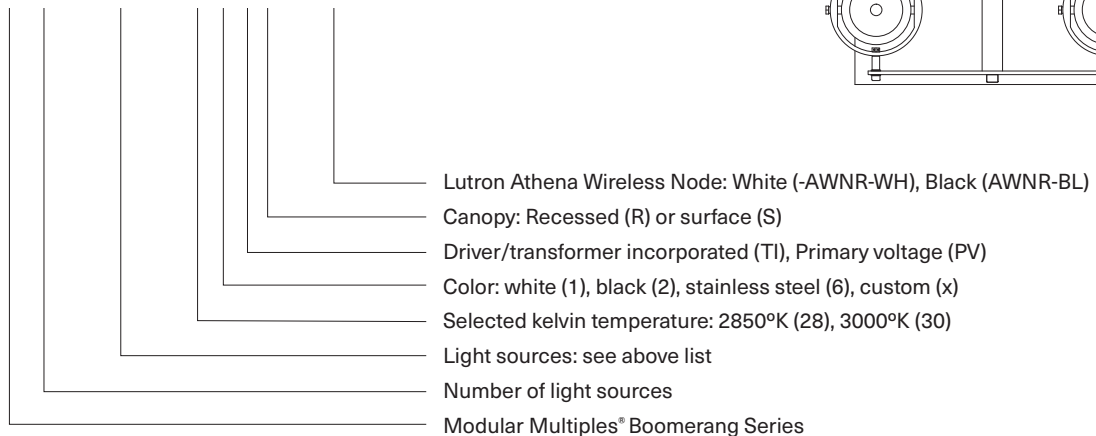 Lutron Athena Wireless Node: White (-AWNR-WH), Black (AWNR-BL)
Canopy: Recessed (R) or surface (S)
Driver/transformer incorporated (TI), Primary voltage (PV)
Color: white (1), black (2), stainless steel (6), custom (x)
Selected kelvin temperature: 2850ºK (28), 3000ºK (30)
Light sources: see above list
Number of light sources
Modular Multiples® Boomerang Series